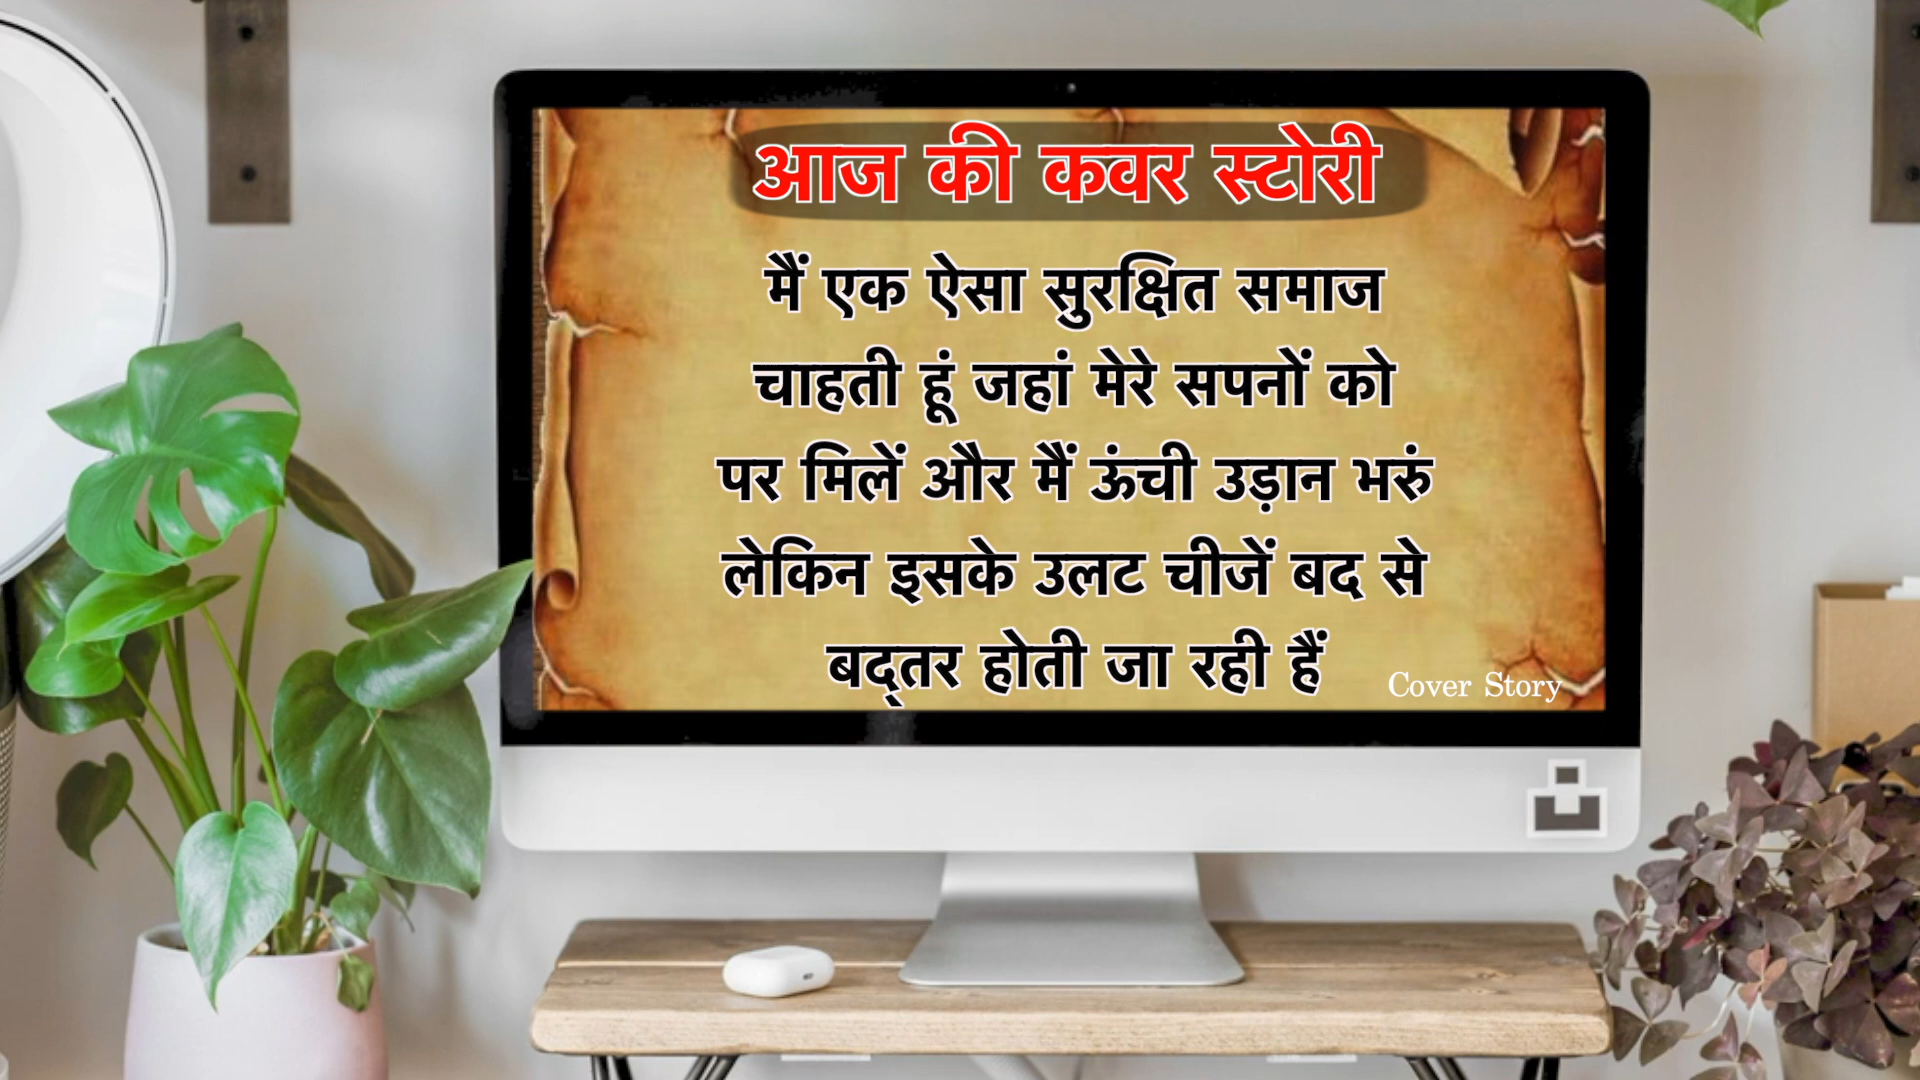 आज की कवर स्टोरी
मैं एक ऐसा सुरक्षित समाज
चाहती हूं जहां मेरे सपनों को
पर मिलें और मैं ऊंची उड़ान भरुं
लेकिन इसके उलट चीजें बद से
बद्तर होती जा रही हैं
Cover Story